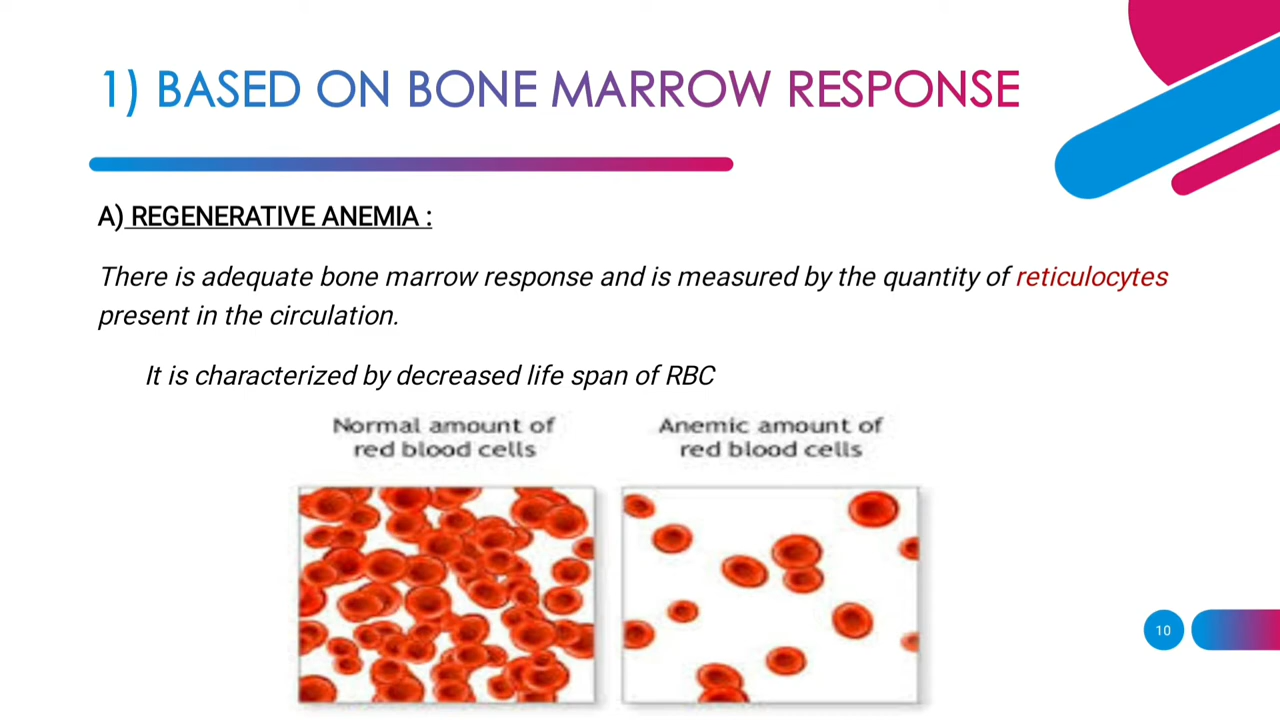 1) BASED ON BONE MARROW RESPONSE
A) REGENERATIVE ANEMIA :
There is adequate bone marrow response and is measured by the quantity of reticulocytes
present in the circulation.
It is characterized by decreased life span of RBC
Normal amount of
red blood cells
Anemic amount of
red blood cells
10